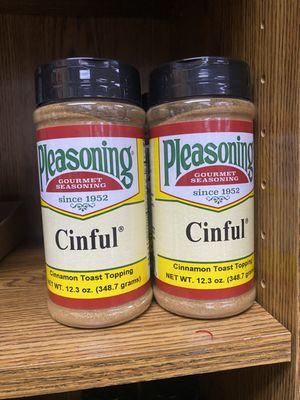 Pleasoning®
GOURMET
SEASONING
since 1952
Cinful®
Cinnamon Toast Topping
NET WT. 12.3 oz. (348.7 grams)
Pleasoning®
GOURMET
SEASONING
since 1952
Cinful®
Cinnamon Toast Topping
NET WT. 12.3 oz. (348.7 grams)